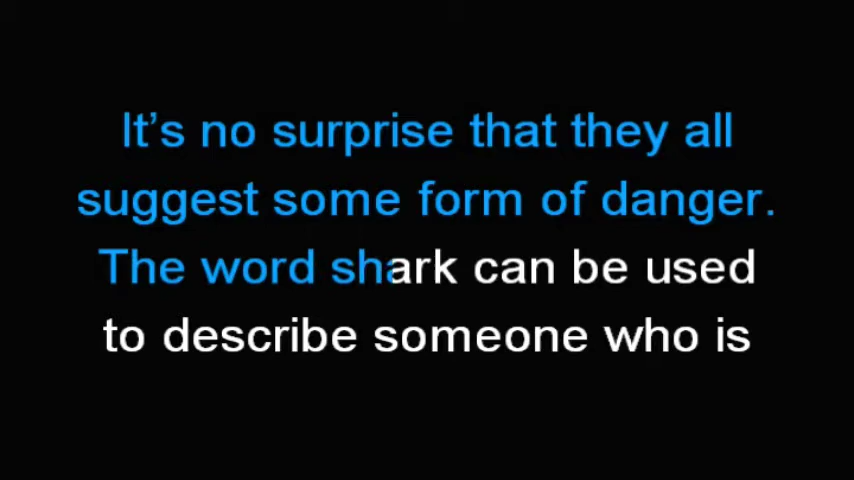 It’s no surprise that they all
suggest some form of danger.
The word shark can be used
to describe someone who is